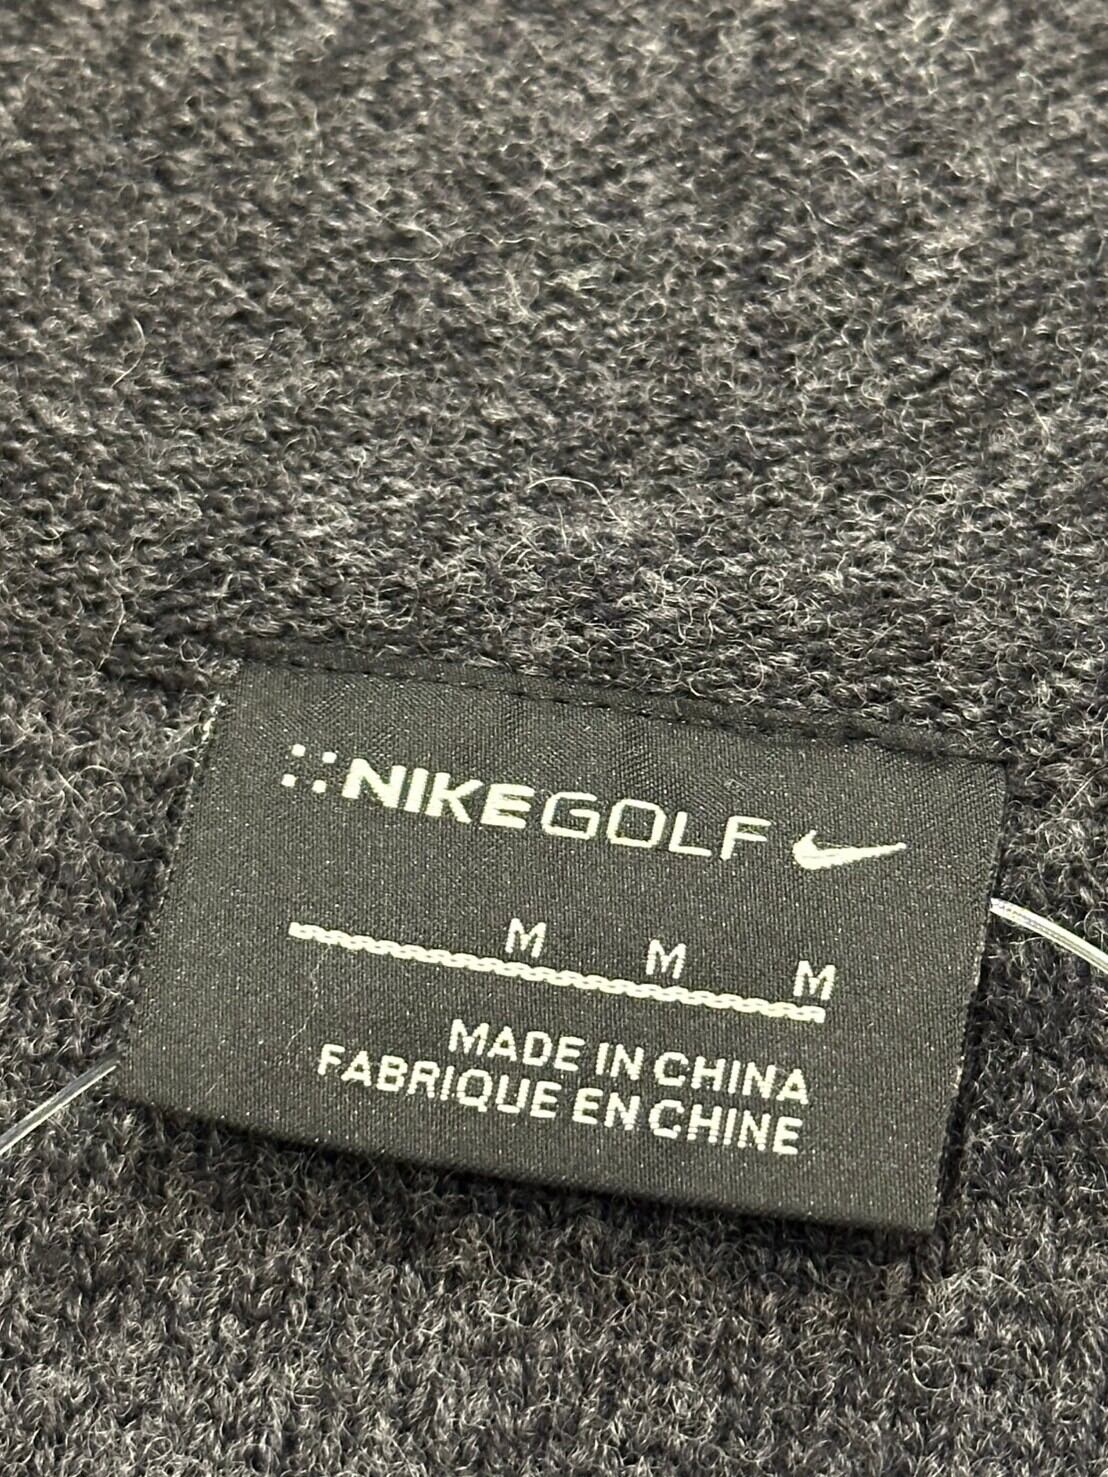 NIKEGOLF
M M M
MADE IN CHINA
FABRIQUE EN CHINE